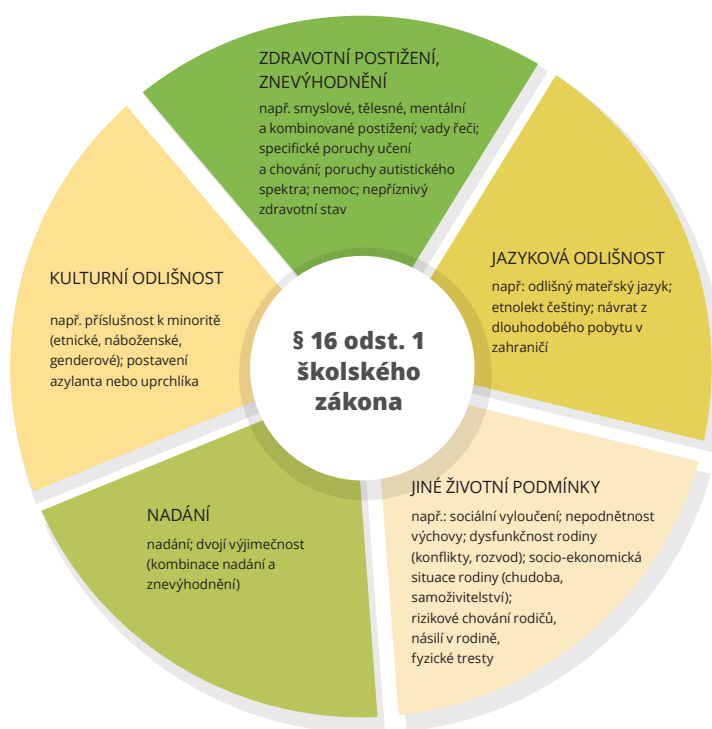 ZDRAVOTNÍ POSTIŽENÍ,
ZNEVÝHODNĚNÍ
např. smyslové, tělesné, mentální
a kombinované postižení; vady řeči;
specifické poruchy učení
a chování; poruchy autistického
spektra; nemoc; nepříznivý
zdravotní stav
JAZYKOVÁ ODLIŠNOST
např: odlišný mateřský jazyk;
etnolekt češtiny; návrat z
dlouhodobého pobytu v
zahraničí
KULTURNÍ ODLIŠNOST
např. příslušnost k minoritě
(etnické, náboženské,
genderové); postavení
azylanta nebo uprchlíka
§ 16 odst. 1
školského
zákona
NADÁNÍ
nadání; dvojí výjimečnost
(kombinace nadání a
znevýhodnění)
JINÉ ŽIVOTNÍ PODMÍNKY
např.: sociální vyloučení; nepodnětnost
výchovy; dysfunkčnost rodiny
(konflikty, rozvod); socio-ekonomická
situace rodiny (chudoba,
samoživitelství);
rizikové chování rodičů,
násilí v rodině,
fyzické tresty